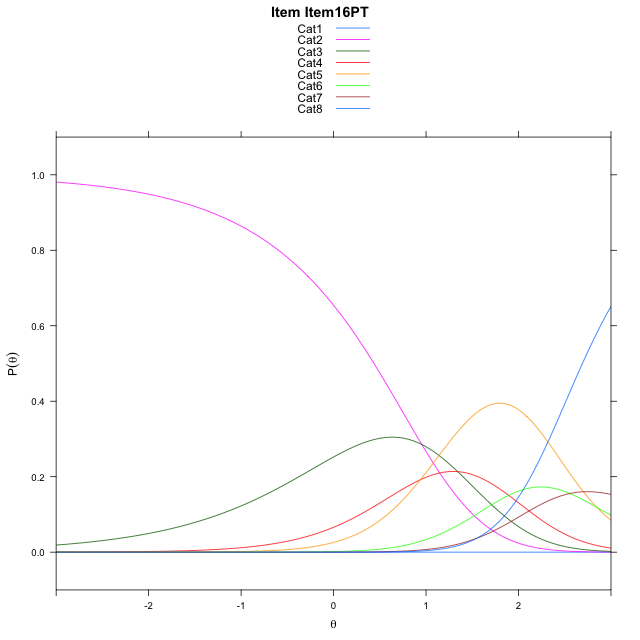 Item Item16PT
Cat1
Cat2
Cat3
Cat4
Cat5
Cat6
Cat7
Cat8
1.0
0.8
0.6
0.4
0.2
0.0
P(θ)
-2 -1 0 1 2
θ